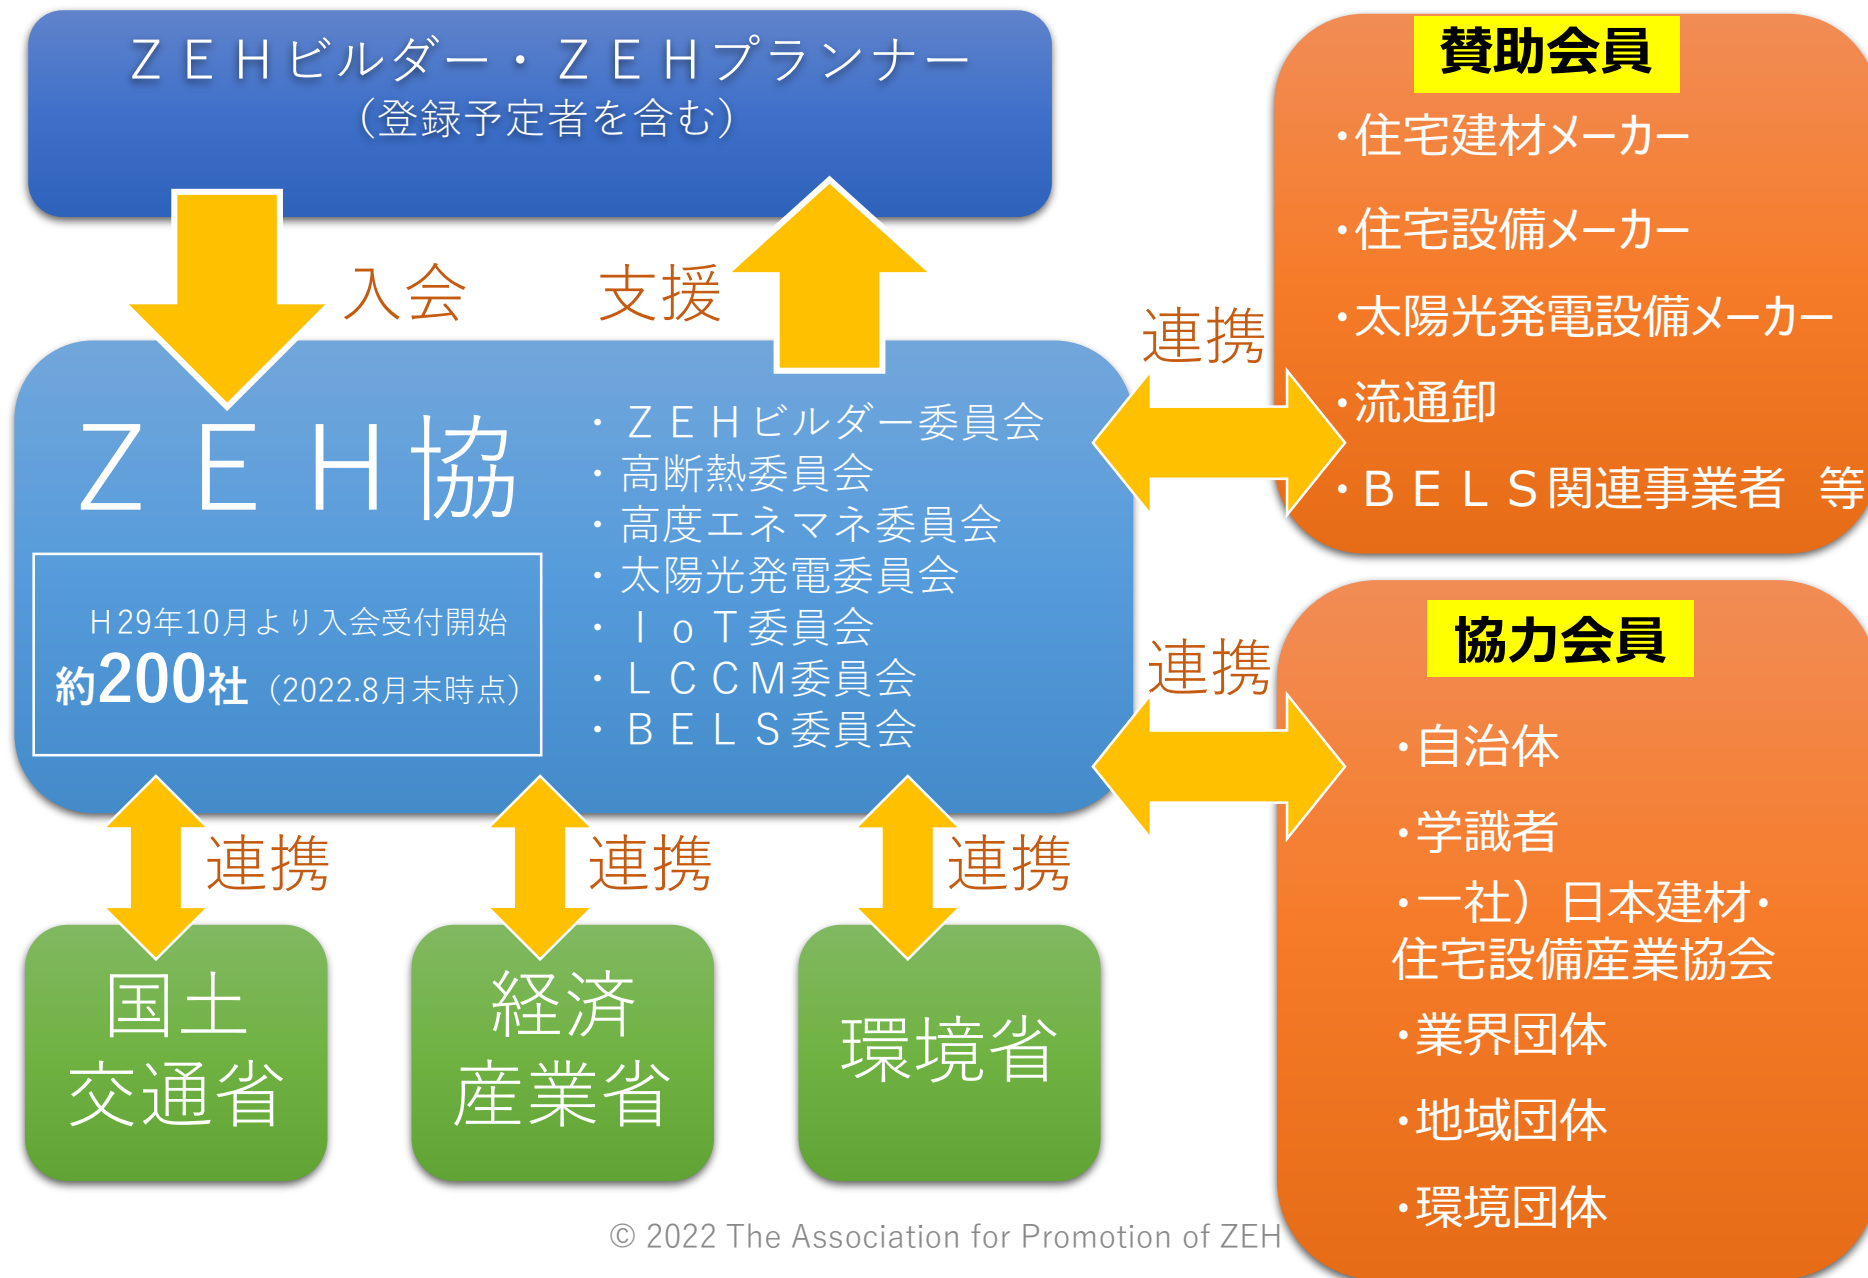 ＺＥＨビルダー・ＺＥＨプランナー
（登録予定者を含む）
入会
支援
ＺＥＨ協
Ｈ29年10月より入会受付開始
約200社（2022.8月末時点）
・ＺＥＨビルダー委員会
・高断熱委員会
・高度エネマネ委員会
・太陽光発電委員会
・ＩｏＴ委員会
・ＬＣＣＭ委員会
・ＢＥＬＳ委員会
連携
賛助会員
・住宅建材メーカー
・住宅設備メーカー
・太陽光発電設備メーカー
・流通卸
・ＢＥＬＳ関連事業者　等
連携
協力会員
・自治体
・学識者
・一社）日本建材・
住宅設備産業協会
・業界団体
・地域団体
・環境団体
連携
連携
連携
国土
交通省
経済
産業省
環境省
© 2022 The Association for Promotion of ZEH